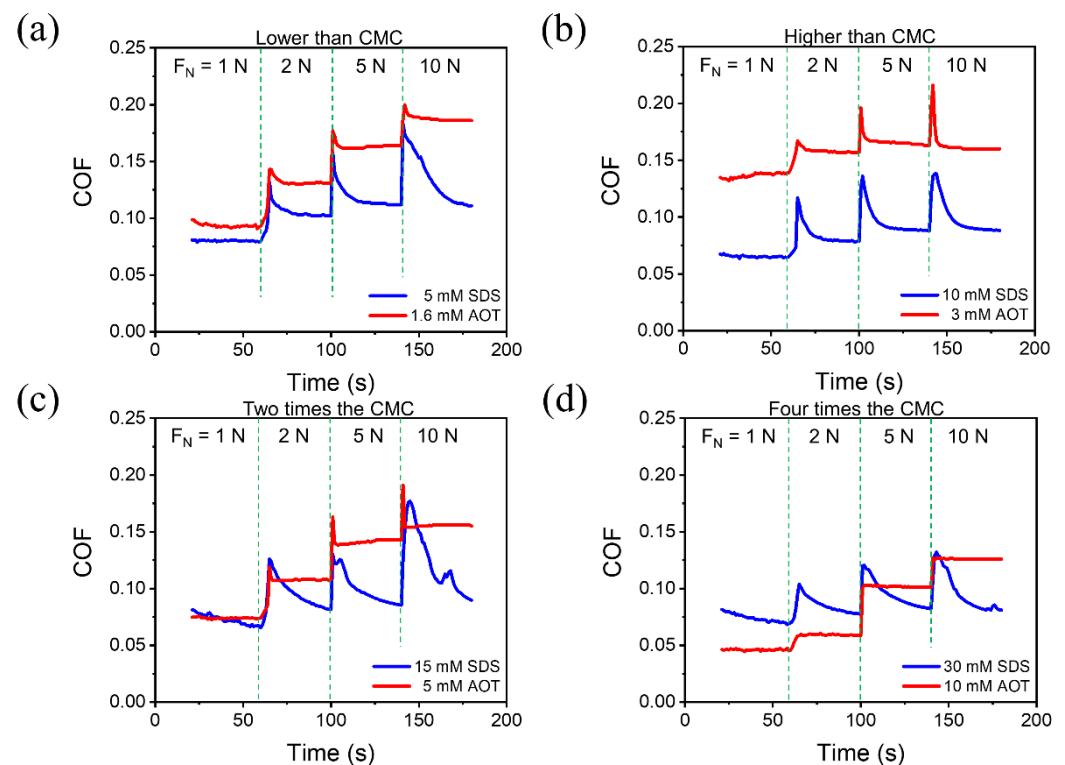 (a)
Lower than CMC
F_N = 1 N 2 N 5 N 10 N
0.25
0.20
0.15
0.10
0.05
0.00
COF
5 mM SDS
1.6 mM AOT
0 50 100 150 200
Time (s)
(b)
Higher than CMC
F_N = 1 N 2 N 5 N 10 N
0.25
0.20
0.15
0.10
0.05
0.00
COF
10 mM SDS
3 mM AOT
0 50 100 150 200
Time (s)
(c)
Two times the CMC
F_N = 1 N 2 N 5 N 10 N
0.25
0.20
0.15
0.10
0.05
0.00
COF
15 mM SDS
5 mM AOT
0 50 100 150 200
Time (s)
(d)
Four times the CMC
F_N = 1 N 2 N 5 N 10 N
0.25
0.20
0.15
0.10
0.05
0.00
COF
30 mM SDS
10 mM AOT
0 50 100 150 200
Time (s)